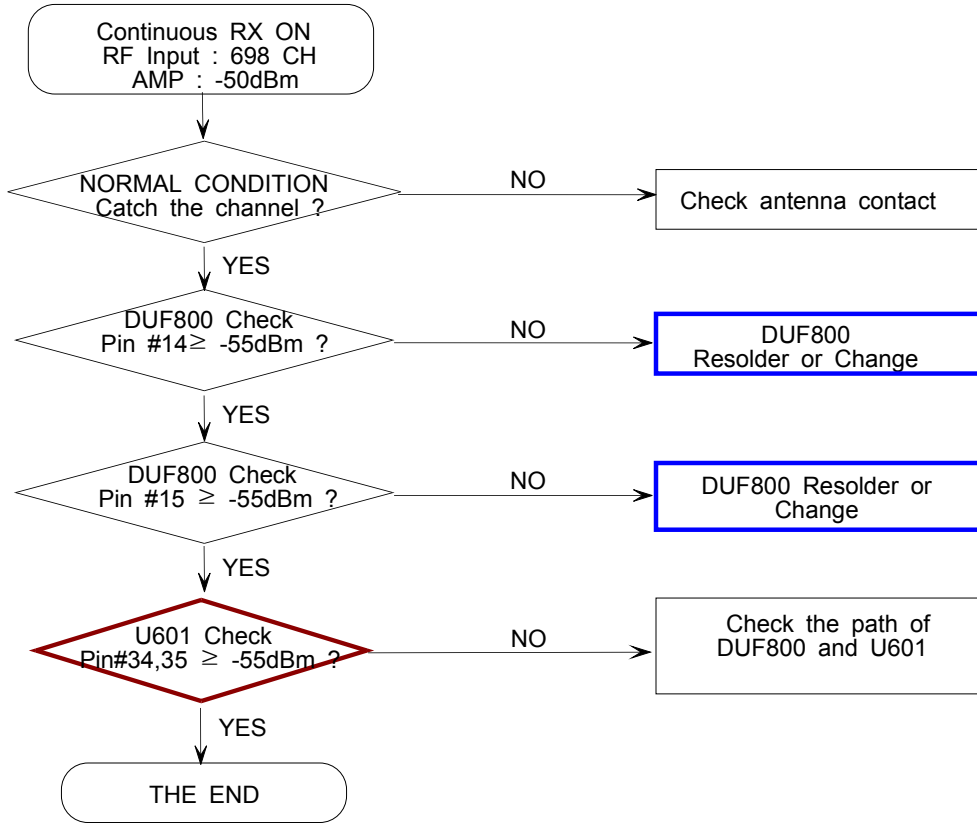 Continuous RX ON
RF Input : 698 CH
AMP : -50dBm
NORMAL CONDITION
Catch the channel ?
NO
Check antenna contact
YES
DUF800 Check
Pin #14≥ -55dBm ?
NO
DUF800
Resolder or Change
YES
DUF800 Check
Pin #15 ≥ -55dBm ?
NO
DUF800 Resolder or
Change
YES
U601 Check
Pin#34,35 ≥ -55dBm ?
NO
Check the path of
DUF800 and U601
YES
THE END